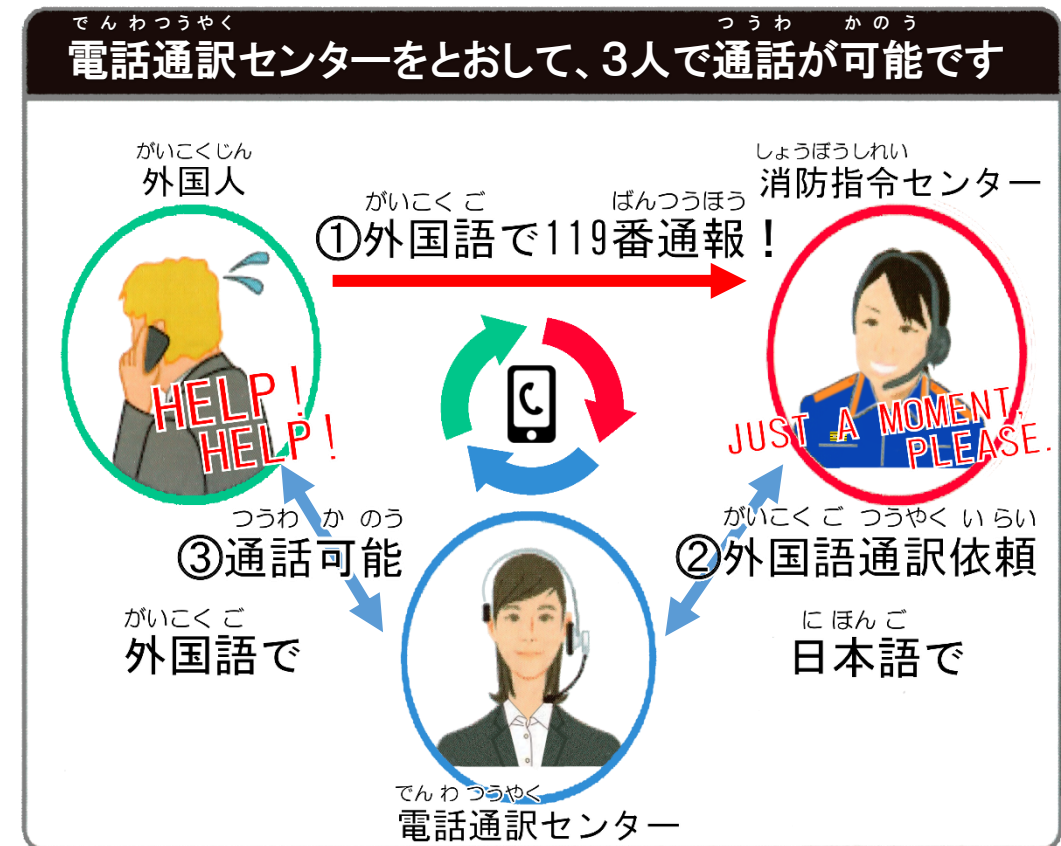 でんわつうやく つうわ かのう
電話通訳センターをとおして、3人で通話が可能です
がいこくじん
外国人
しょうぼうしれい
消防指令センター
がいこくご ばんつうほう
①外国語で119番通報！
HELP!
HELP!
JUST A MOMENT,
PLEASE.
つうわ かのう
③通話可能
がいこくご つうやく いらい
②外国語通訳依頼
がいこくご
外国語で
にほんご
日本語で
でんわつうやく
電話通訳センター